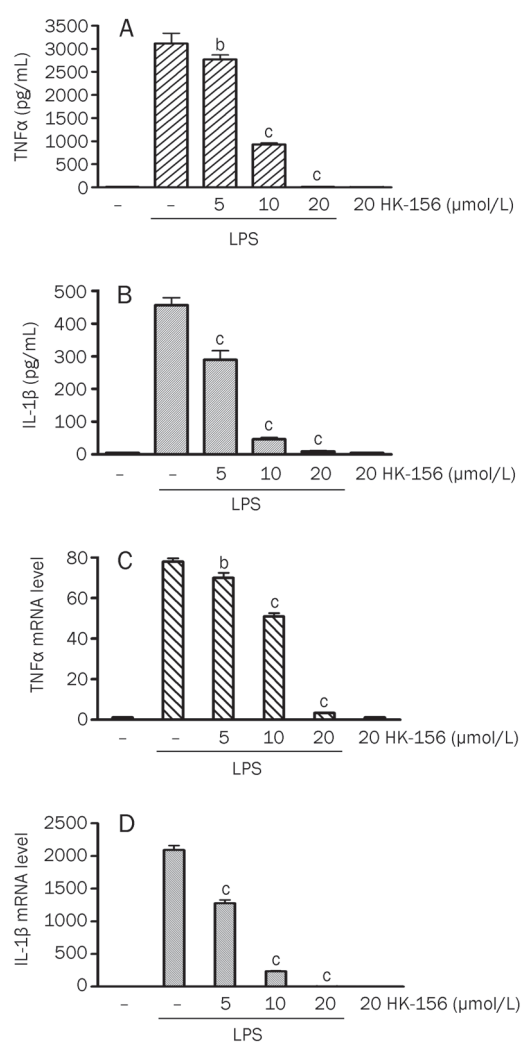 A
TNFα (pg/mL)
3500
3000
2500
2000
1500
1000
500
0
b
c
c
– – 5 10 20 20 HK-156 (μmol/L)
LPS
B
IL-1β (pg/mL)
500
400
300
200
100
0
c
c
c
– – 5 10 20 20 HK-156 (μmol/L)
LPS
C
TNFα mRNA level
80
60
40
20
0
b
c
c
– – 5 10 20 20 HK-156 (μmol/L)
LPS
D
IL-1β mRNA level
2500
2000
1500
1000
500
0
c
c
c
– – 5 10 20 20 HK-156 (μmol/L)
LPS